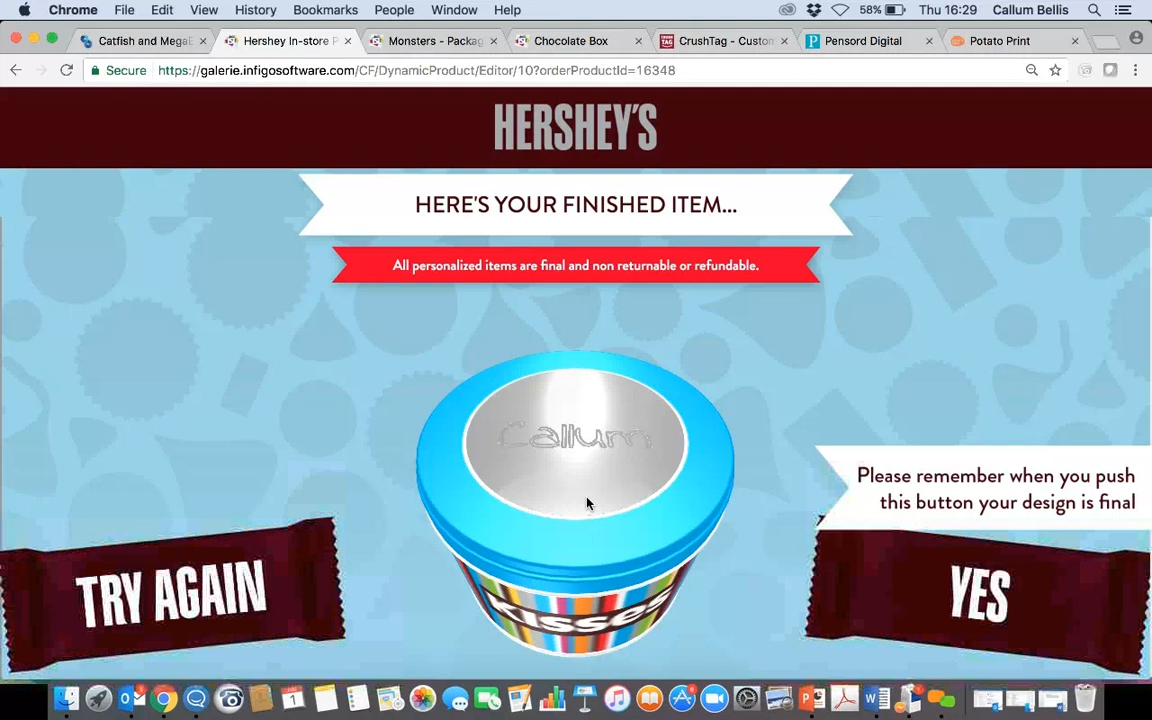 Chrome File Edit View History Bookmarks People Window Help 58% Thu 16:29 Callum Bellis
Catfish and MegaE Hershey In-store P Monsters - Packag Chocolate Box CrushTag - Custon Pensord Digital Potato Print
Secure https://galerie.infigosoftware.com/CF/DynamicProduct/Editor/10?orderProductId=16348
HERSHEY'S
HERE'S YOUR FINISHED ITEM...
All personalized items are final and non returnable or refundable.
Callum
Please remember when you push
this button your design is final
TRY AGAIN
YES
Kisses